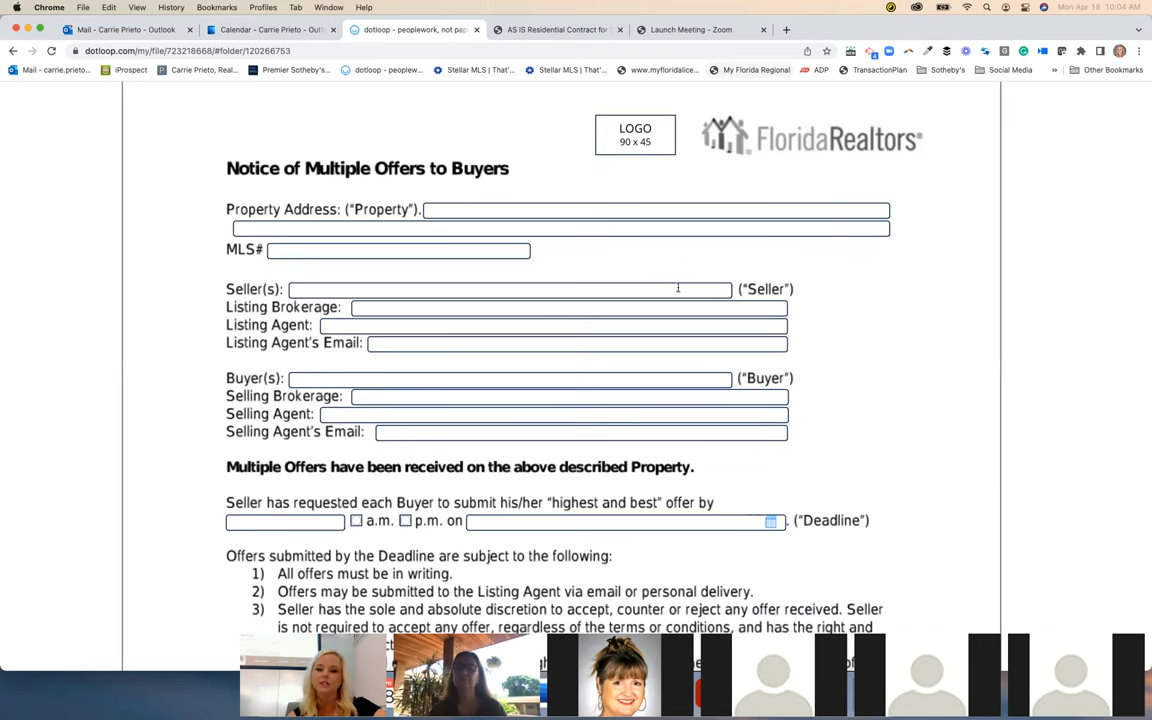 Chrome File Edit View History Bookmarks Profiles Tab Window Help Mon Apr 18 10:04 AM
Mail - Carrie Prieto - Outlook Calendar - Carrie Prieto - Out dotloop - peoplework, not pap AS IS Residential Contract for Launch Meeting - Zoom
dotloop.com/my/file/723218668/#folder/120266753
Mail - carrie.prieto... iProspect Carrie Prieto, Real... Premier Sotheby's... dotloop - peoplew... Stellar MLS | That'... Stellar MLS | That'... www.myfloridalice... My Florida Regional ADP TransactionPlan Sotheby's Social Media » Other Bookmarks
LOGO
90 x 45
FloridaRealtors®
Notice of Multiple Offers to Buyers
Property Address: ("Property").
MLS#
Seller(s): ("Seller")
Listing Brokerage:
Listing Agent:
Listing Agent's Email:
Buyer(s): ("Buyer")
Selling Brokerage:
Selling Agent:
Selling Agent's Email:
Multiple Offers have been received on the above described Property.
Seller has requested each Buyer to submit his/her "highest and best" offer by
a.m. p.m. on . ("Deadline")
Offers submitted by the Deadline are subject to the following:
1) All offers must be in writing.
2) Offers may be submitted to the Listing Agent via email or personal delivery.
3) Seller has the sole and absolute discretion to accept, counter or reject any offer received. Seller
is not required to accept any offer, regardless of the terms or conditions, and has the right and